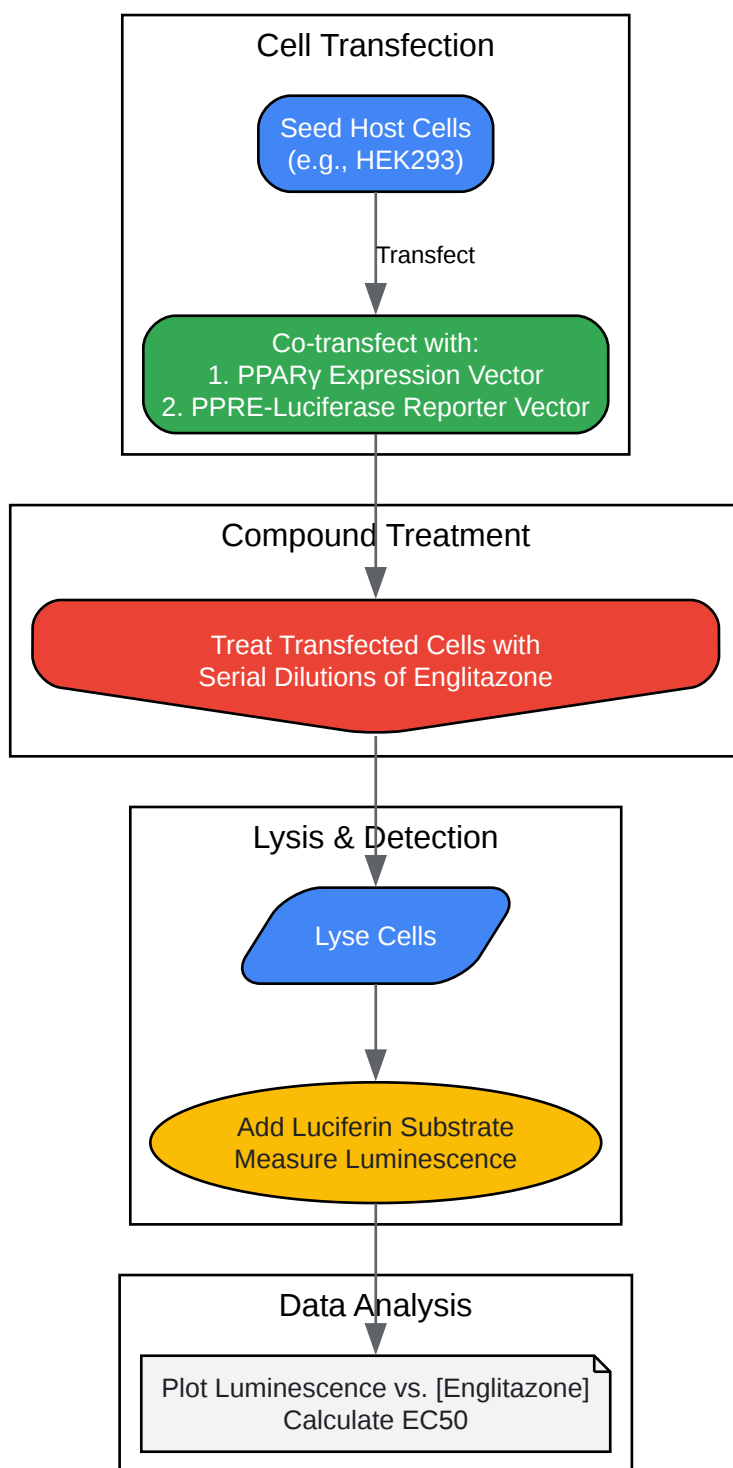 Cell Transfection
Seed Host Cells
(e.g., HEK293)
Transfect
Co-transfect with:
1. PPARγ Expression Vector
2. PPRE-Luciferase Reporter Vector
Compound Treatment
Treat Transfected Cells with
Serial Dilutions of Englitazone
Lysis & Detection
Lyse Cells
Add Luciferin Substrate
Measure Luminescence
Data Analysis
Plot Luminescence vs. [Englitazone]
Calculate EC50